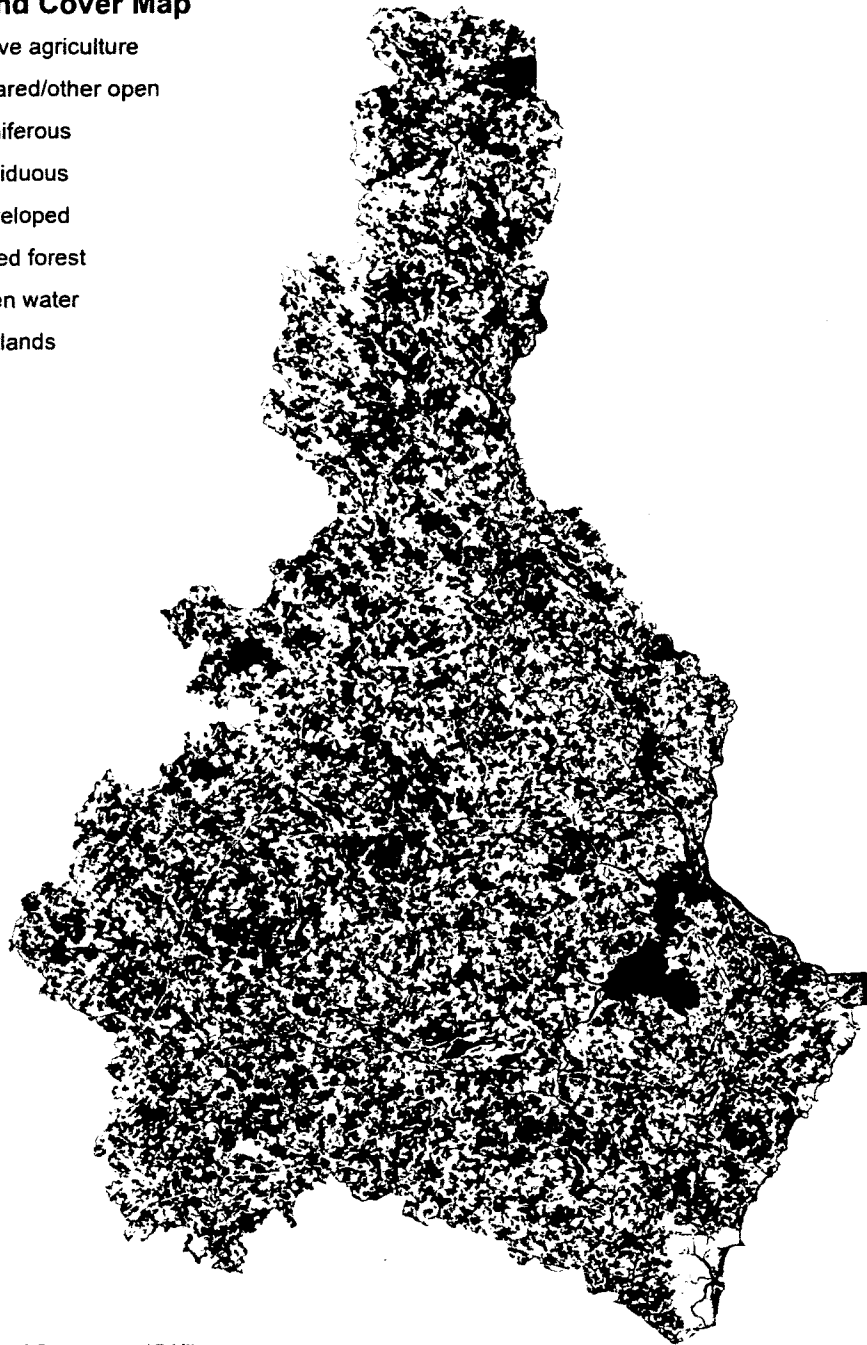 nd Cover Map
ve agriculture
ared/other open
iferous
iduous
eloped
ed forest
en water
lands